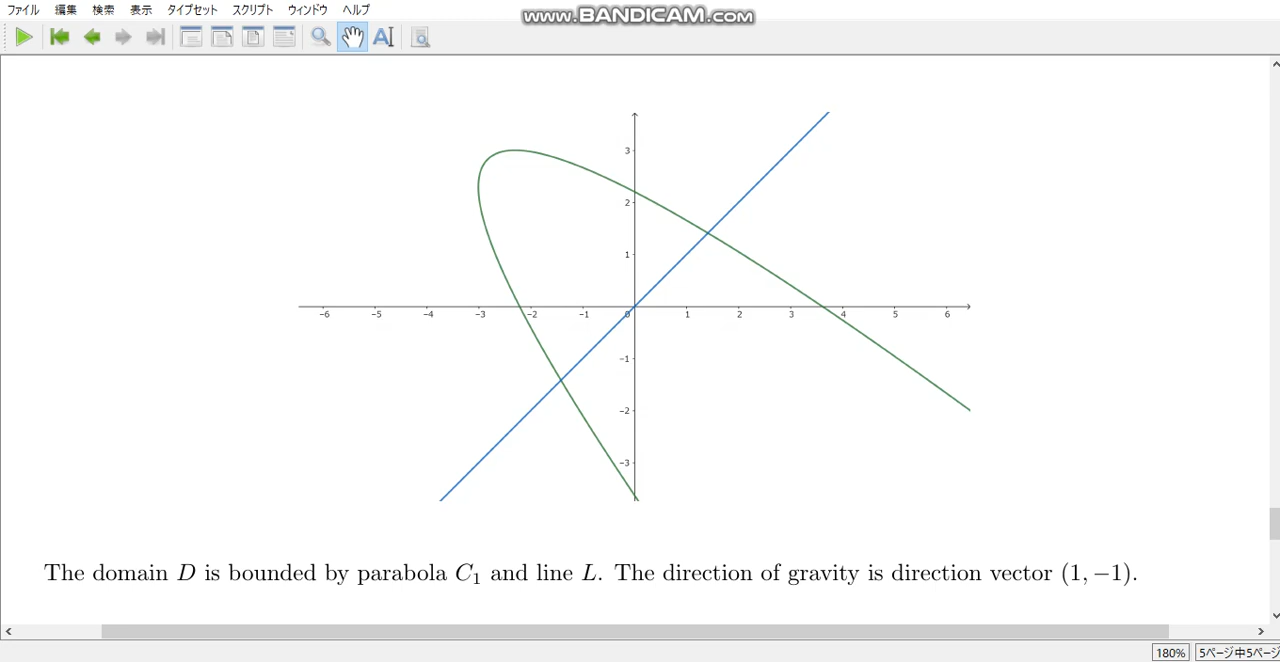 ファイル 編集 検索 表示 タイプセット スクリプト ウィンドウ ヘルプ
www.BANDICAM.com
3
2
1
-6 -5 -4 -3 -2 -1 0 1 2 3 4 5 6
-1
-2
-3
The domain D is bounded by parabola C₁ and line L. The direction of gravity is direction vector (1, −1).
180% 5ページ中5ページ